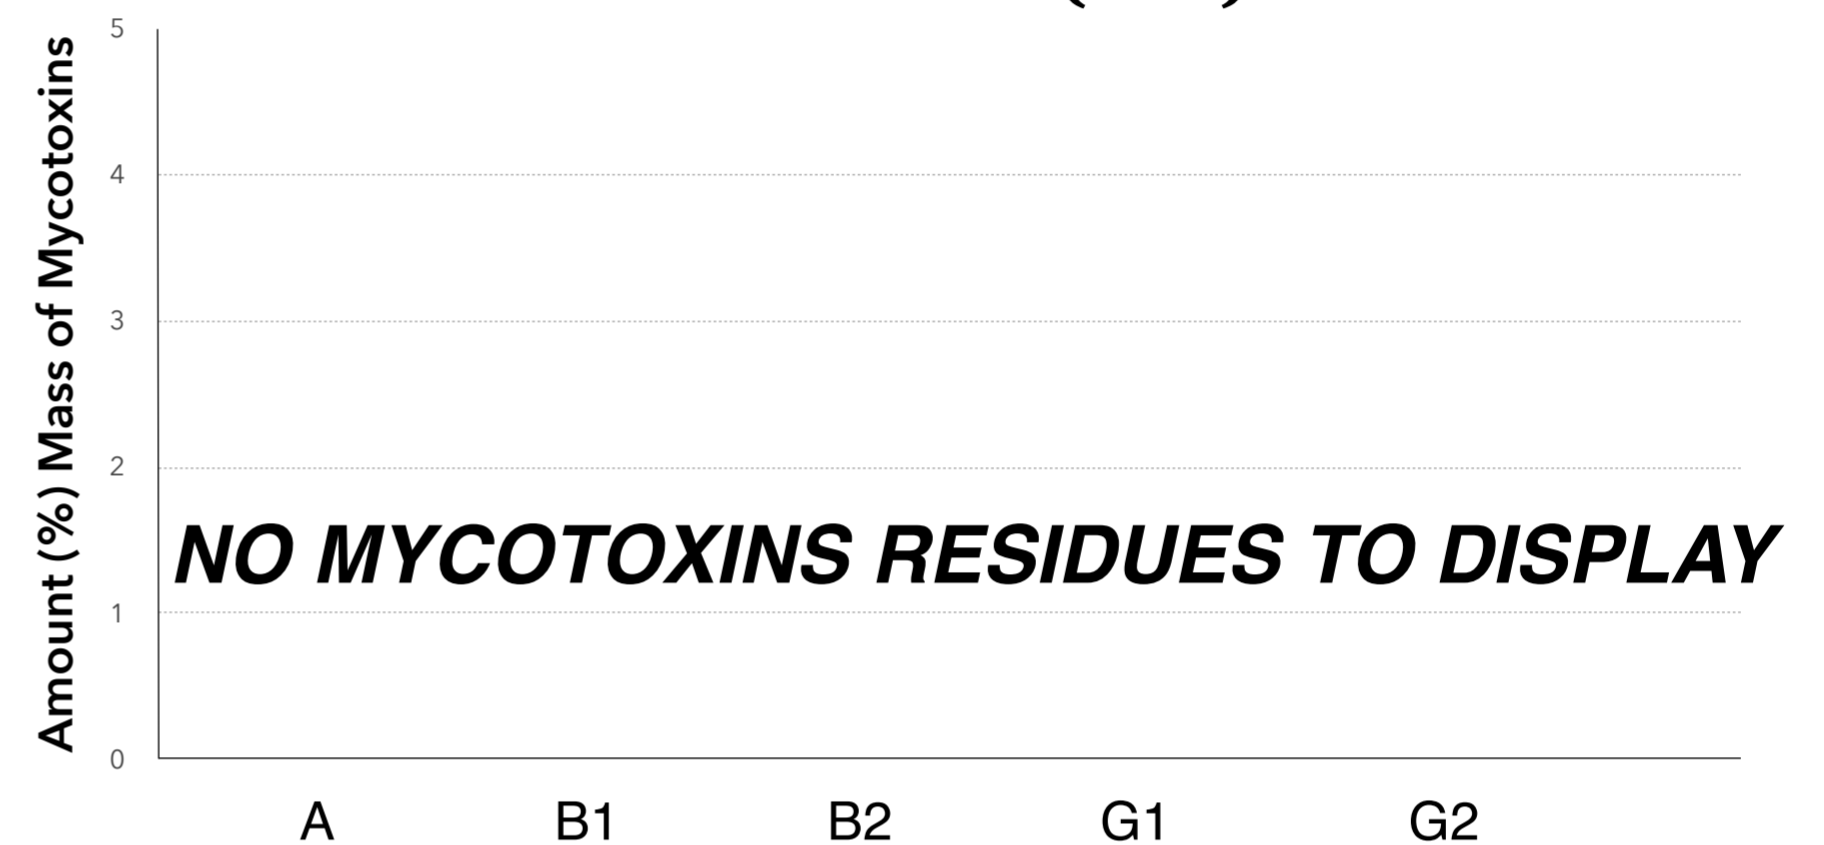 Amount (%) Mass of Mycotoxins
5
4
3
2
NO MYCOTOXINS RESIDUES TO DISPLAY
1
0
A B1 B2 G1 G2